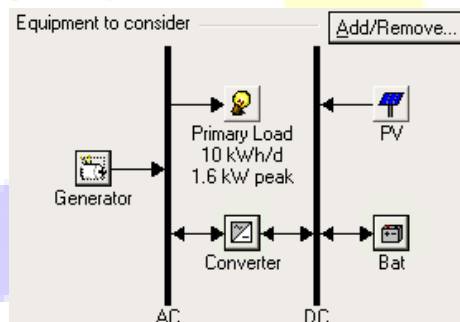 Equipment to consider
Add/Remove...
Primary Load
10 kWh/d
1.6 kW peak
PV
Generator
Converter
Bat
AC
DC